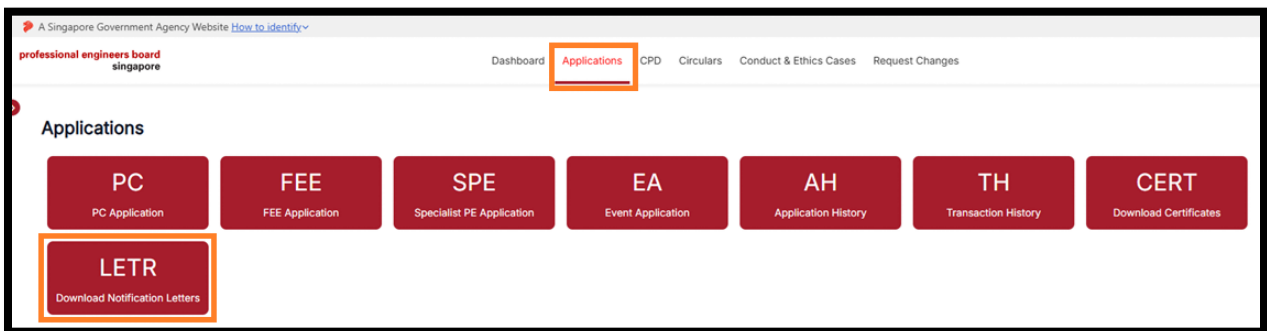 A Singapore Government Agency Website How to identify
professional engineers board
singapore
Dashboard Applications CPD Circulars Conduct & Ethics Cases Request Changes
Applications
PC FEE SPE EA AH TH CERT
PC Application FEE Application Specialist PE Application Event Application Application History Transaction History Download Certificates
LETR
Download Notification Letters